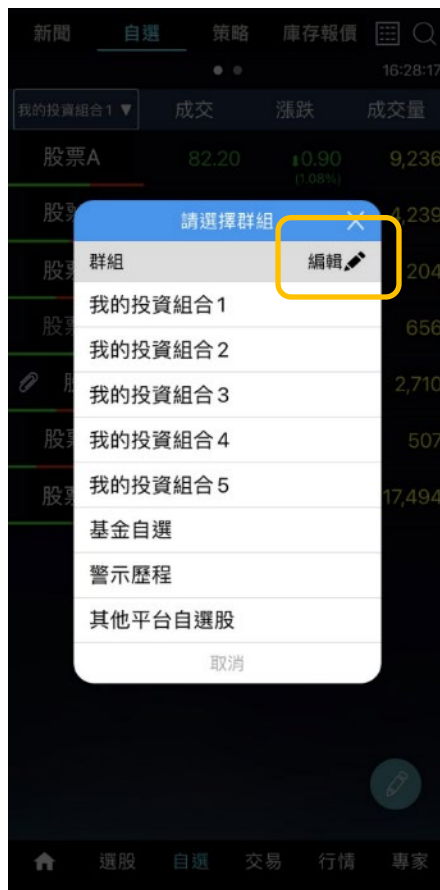 新聞 自選 策略 庫存報價
16:28:17
我的投資組合1 ▼ 成交 漲跌 成交量
股票A 82.20 0.90 9,236
(1.08%)
請選擇群組 ✕
4,239
群組 編輯
204
我的投資組合1
656
我的投資組合2
我的投資組合3
2,710
我的投資組合4
507
我的投資組合5
17,494
基金自選
警示歷程
其他平台自選股
取消
選股 自選 交易 行情 專家